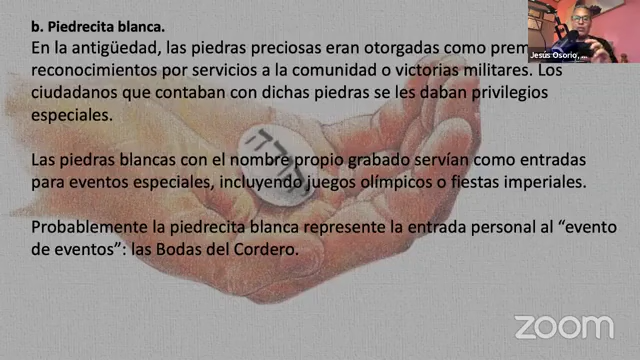 b. Piedrecita blanca.
En la antigüedad, las piedras preciosas eran otorgadas como prem
reconocimientos por servicios a la comunidad o victorias militares. Los
ciudadanos que contaban con dichas piedras se les daban privilegios
especiales.
Las piedras blancas con el nombre propio grabado servían como entradas
para eventos especiales, incluyendo juegos olímpicos o fiestas imperiales.
Probablemente la piedrecita blanca represente la entrada personal al “evento
de eventos”: las Bodas del Cordero.
Jesús Osorio,
zoom